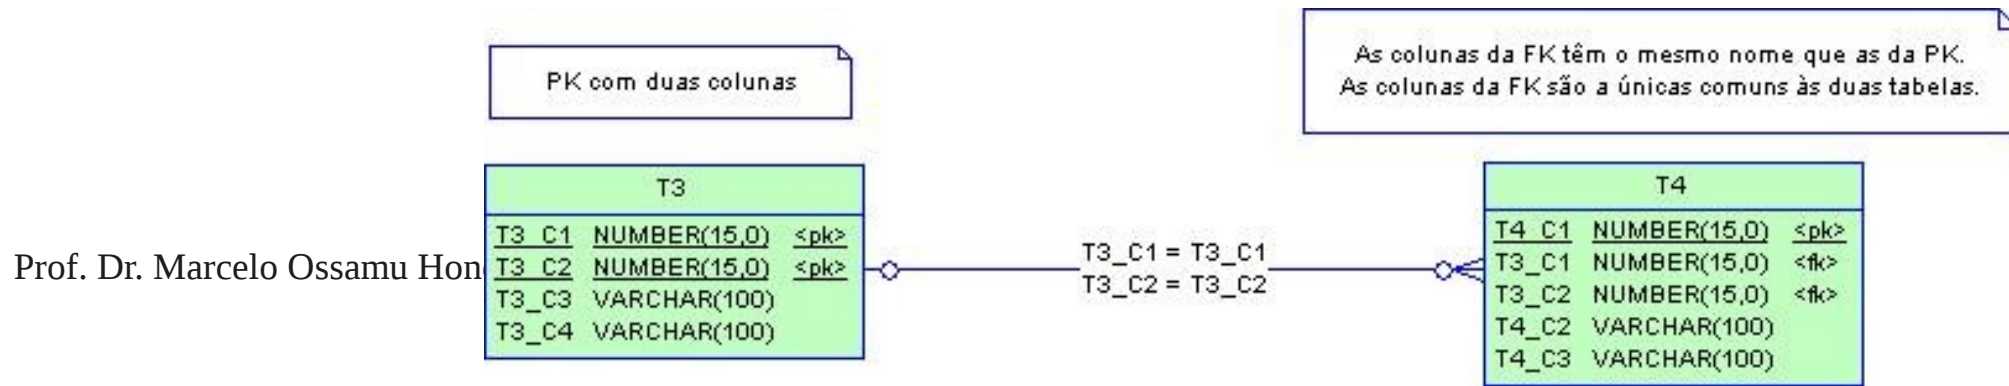 PK com duas colunas
As colunas da FK têm o mesmo nome que as da PK.
As colunas da FK são a únicas comuns às duas tabelas.
Prof. Dr. Marcelo Ossamu
T3
T3_C1 NUMBER(15,0) <pk>
T3_C2 NUMBER(15,0) <pk>
T3_C3 VARCHAR(100)
T3_C4 VARCHAR(100)
T3_C1 = T3_C1
T3_C2 = T3_C2
T4
T4_C1 NUMBER(15,0) <pk>
T3_C1 NUMBER(15,0) <fk>
T3_C2 NUMBER(15,0) <fk>
T4_C2 VARCHAR(100)
T4_C3 VARCHAR(100)